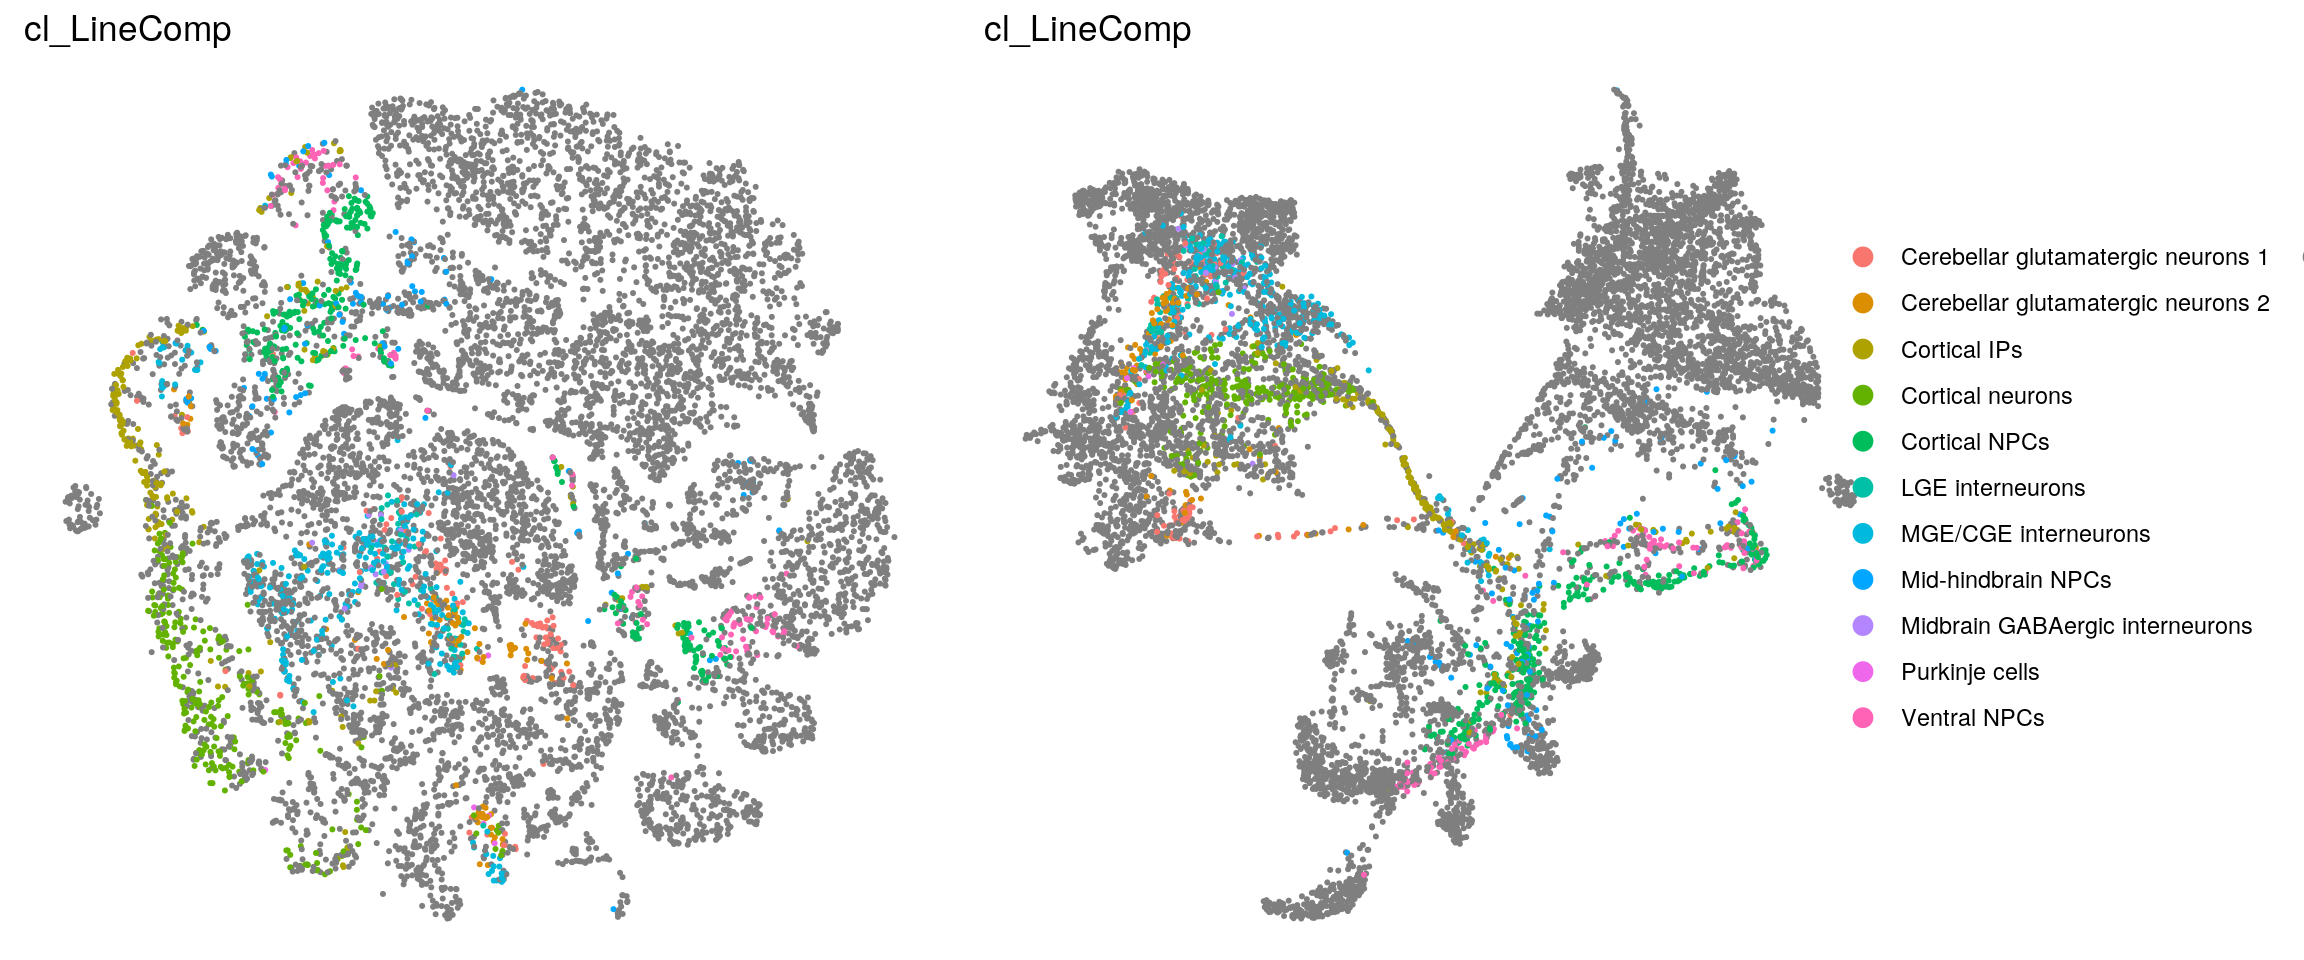 cl_LineComp
cl_LineComp
Cerebellar glutamatergic neurons 1
Cerebellar glutamatergic neurons 2
Cortical IPs
Cortical neurons
Cortical NPCs
LGE interneurons
MGE/CGE interneurons
Mid-hindbrain NPCs
Midbrain GABAergic interneurons
Purkinje cells
Ventral NPCs